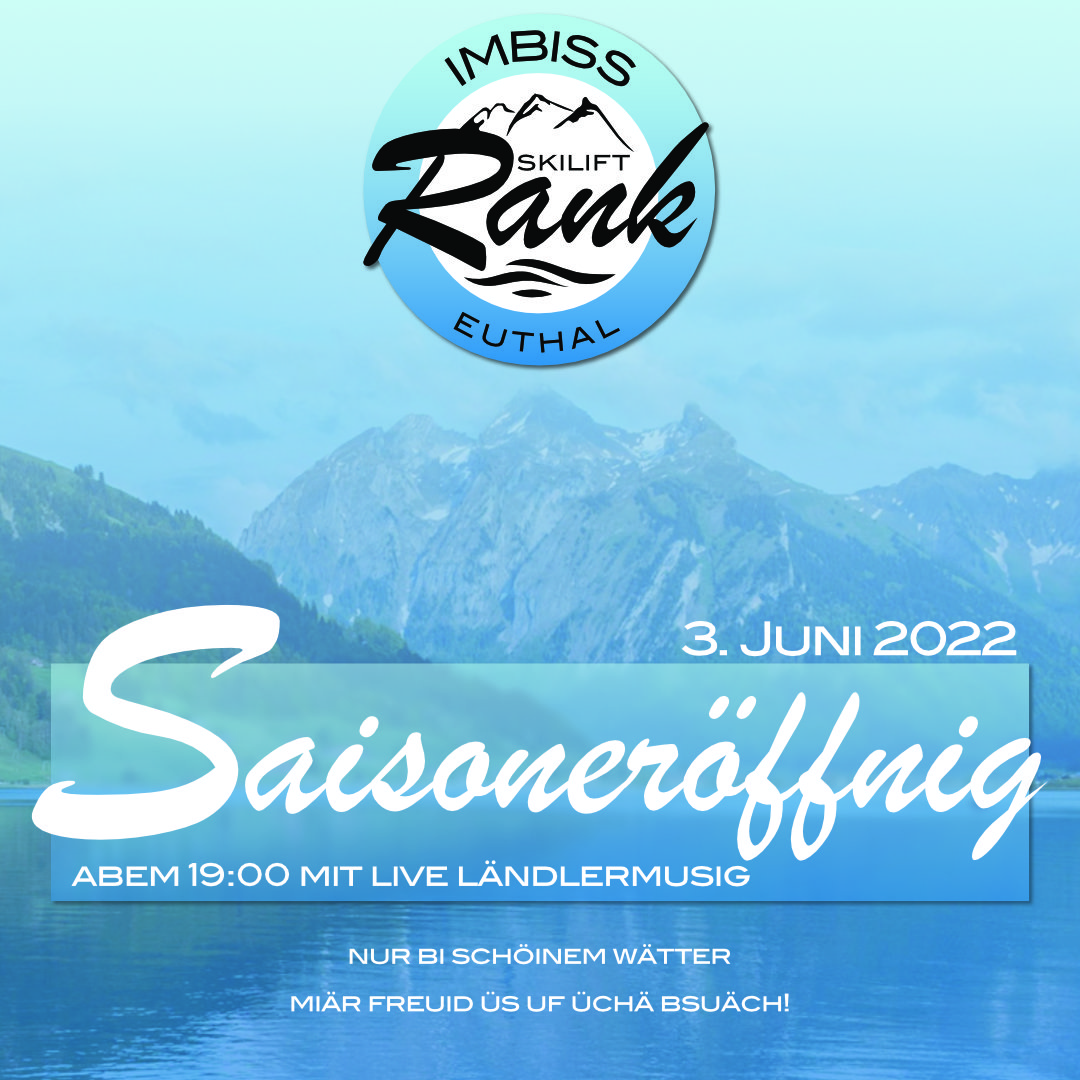 IMBISS
SKILIFT
Rank
EUTHAL
3. JUNI 2022
Saisoneröffnig
ABEM 19:00 MIT LIVE LÄNDLERMUSIG
NUR BI SCHÖINEM WÄTTER
MIÄR FREUID ÜS UF ÜCHÄ BSUÄCH!